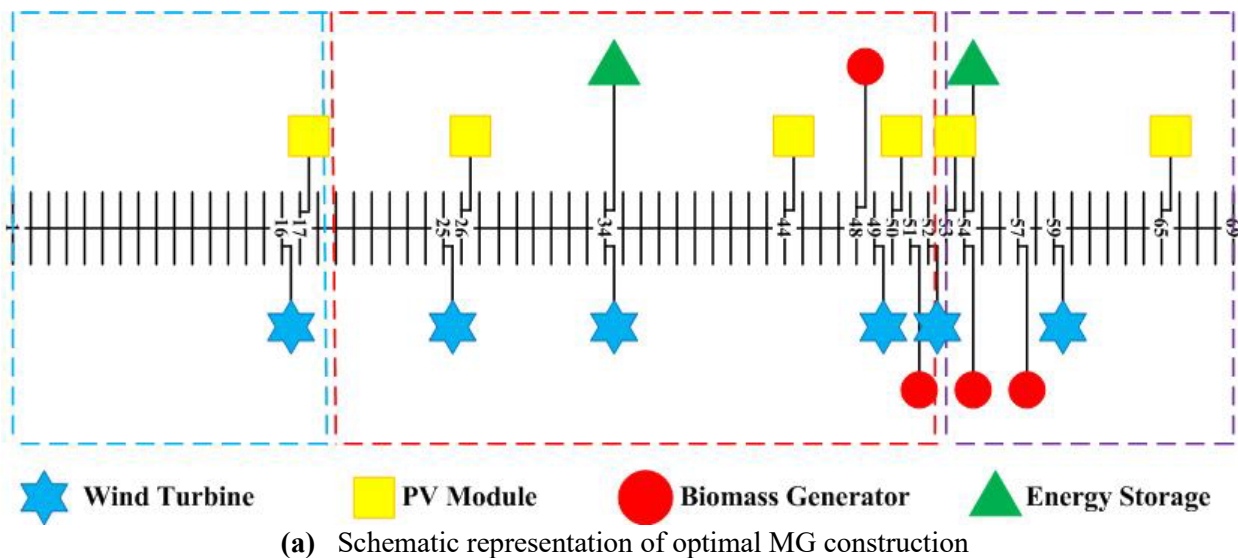 1 16 17 25 26 34 44 48 49 50 51 52 53 54 57 59 65 69
Wind Turbine PV Module Biomass Generator Energy Storage
(a) Schematic representation of optimal MG construction